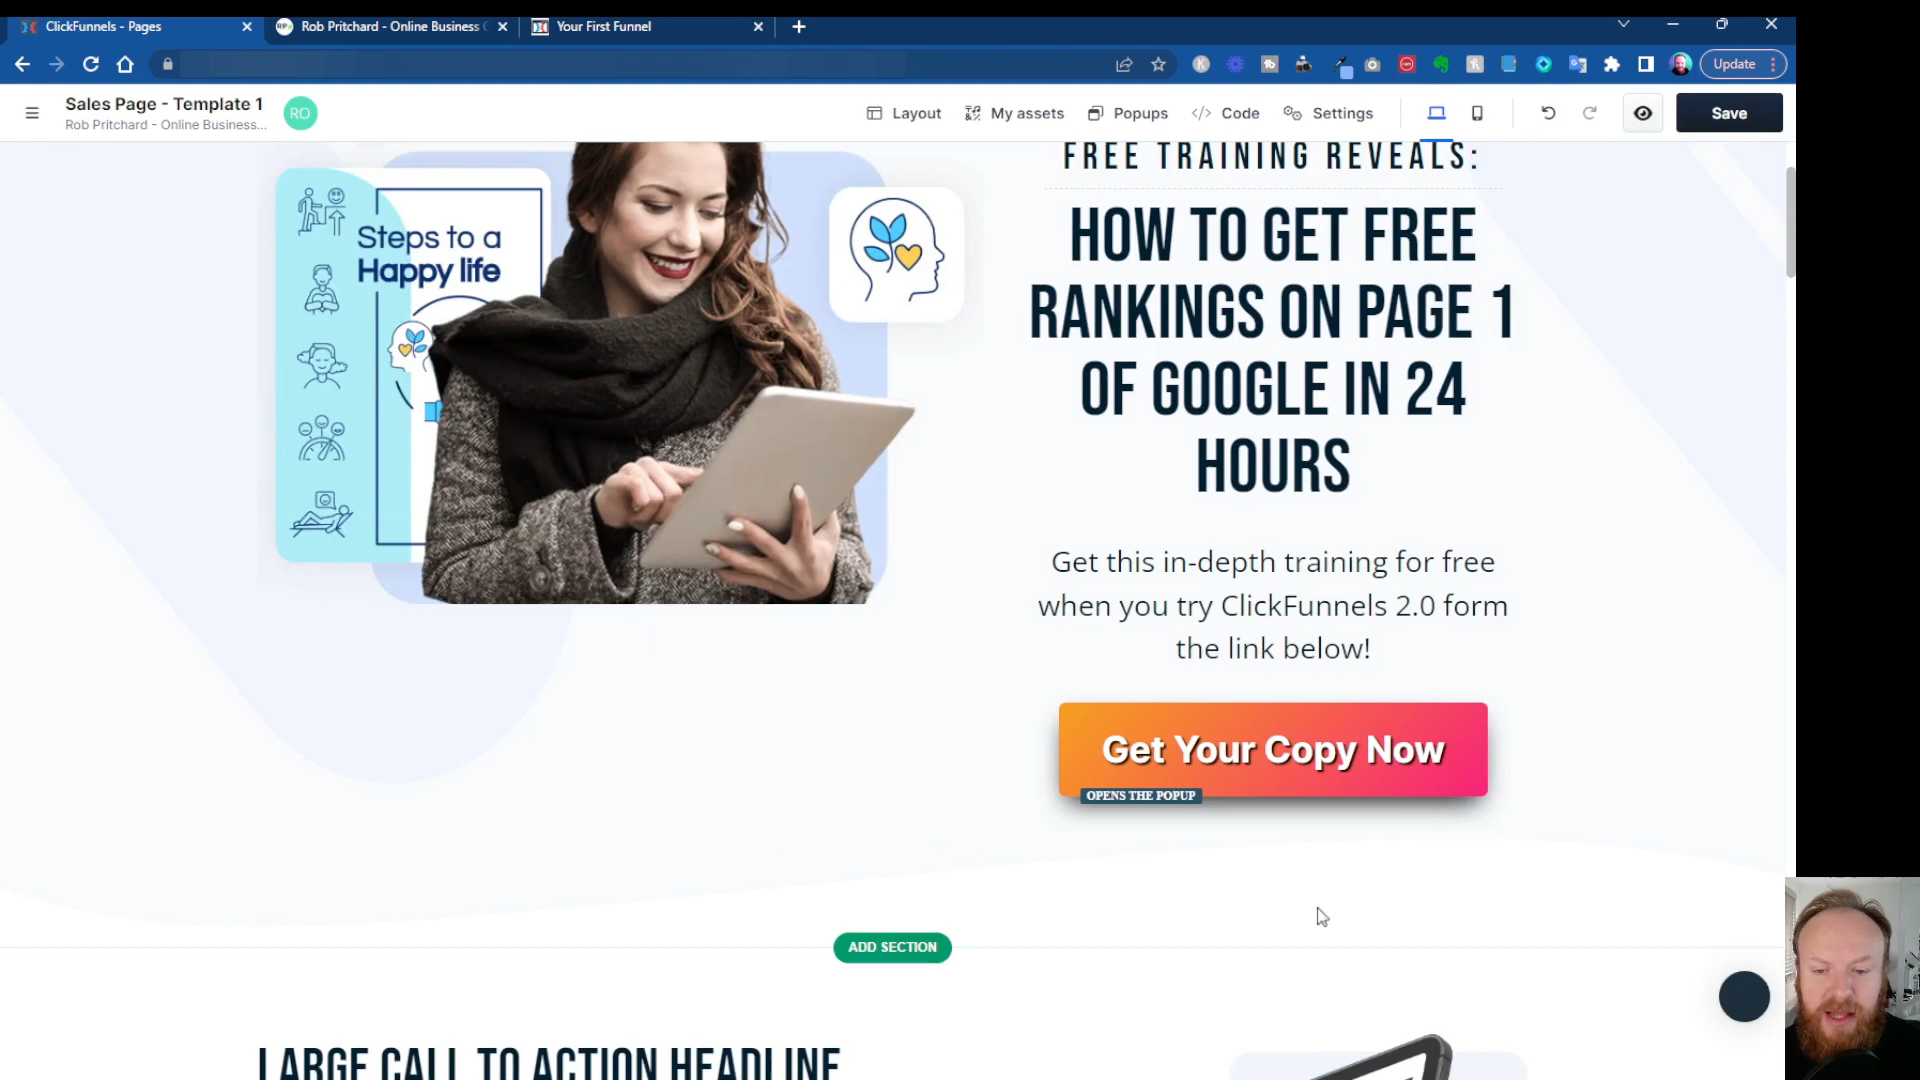 ClickFunnels - Pages
Rob Pritchard - Online Business
Your First Funnel
Update
Sales Page - Template 1
Rob Pritchard - Online Business...
RO
Layout
My assets
Popups
Code
Settings
Save
Steps to a
Happy life
FREE TRAINING REVEALS:
HOW TO GET FREE
RANKINGS ON PAGE 1
OF GOOGLE IN 24
HOURS
Get this in-depth training for free
when you try ClickFunnels 2.0 form
the link below!
Get Your Copy Now
OPENS THE POPUP
ADD SECTION
LARGE CALL TO ACTION HEADLINE